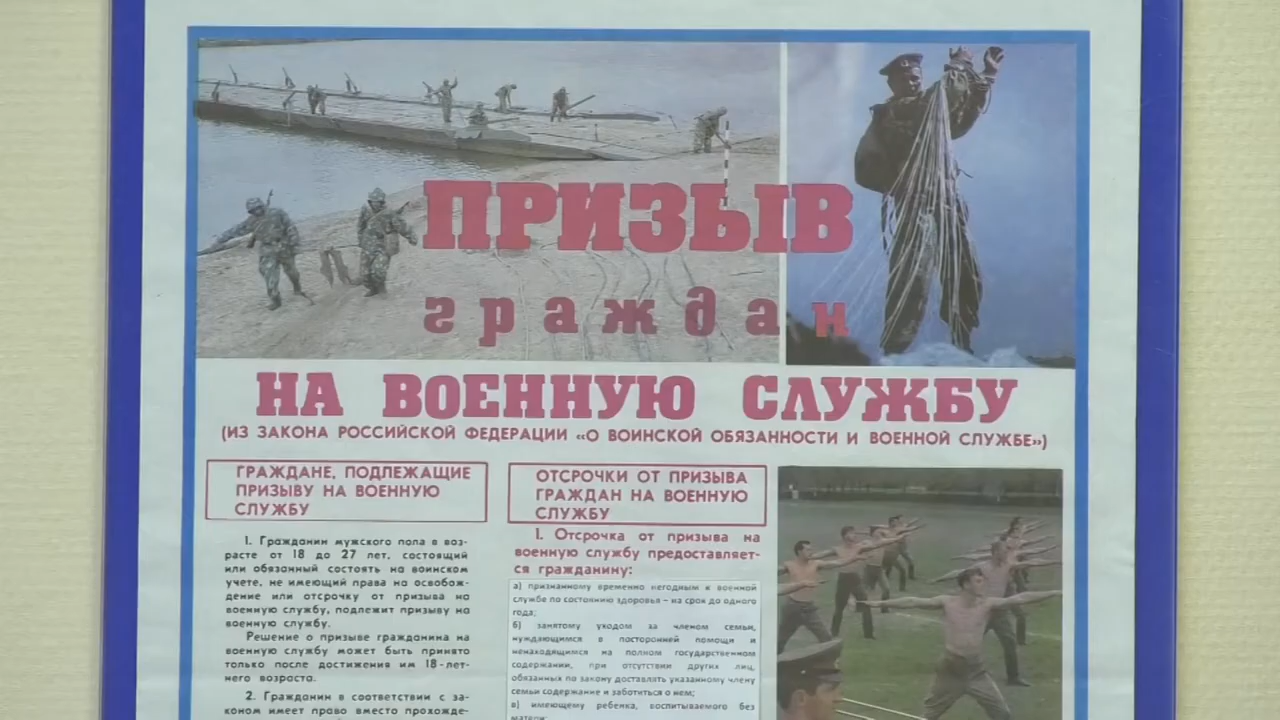 ПРИЗЫВ
граждан
НА ВОЕННУЮ СЛУЖБУ
(ИЗ ЗАКОНА РОССИЙСКОЙ ФЕДЕРАЦИИ «О ВОИНСКОЙ ОБЯЗАННОСТИ И ВОЕННОЙ СЛУЖБЕ»)
ГРАЖДАНЕ, ПОДЛЕЖАЩИЕ
ПРИЗЫВУ НА ВОЕННУЮ
СЛУЖБУ
1. Гражданин мужского пола в воз-
расте от 18 до 27 лет, состоящий
или обязанный состоять на воинском
учете, не имеющий права на освобож-
дение или отсрочку от призыва на
военную службу, подлежит призыву на
военную службу.
Решение о призыве гражданина на
военную службу может быть принято
только после достижения им 18-лет-
него возраста.
2. Гражданин в соответствии с за-
коном имеет право вместо прохожде-
ОТСРОЧКИ ОТ ПРИЗЫВА
ГРАЖДАН НА ВОЕННУЮ
СЛУЖБУ
1. Отсрочка от призыва на
военную службу предоставляет-
ся гражданину:
а) признанному временно негодным к военной
службе по состоянию здоровья – на срок до одного
года;
б) занятому уходом за членом семьи,
нуждающимся в посторонней помощи и
ненаходящимся на полном государственном
содержании, при отсутствии других лиц,
обязанных по закону доставлять указанному члену
семьи содержание и заботиться о нем;
в) имеющему ребенка, воспитываемого без
матери;